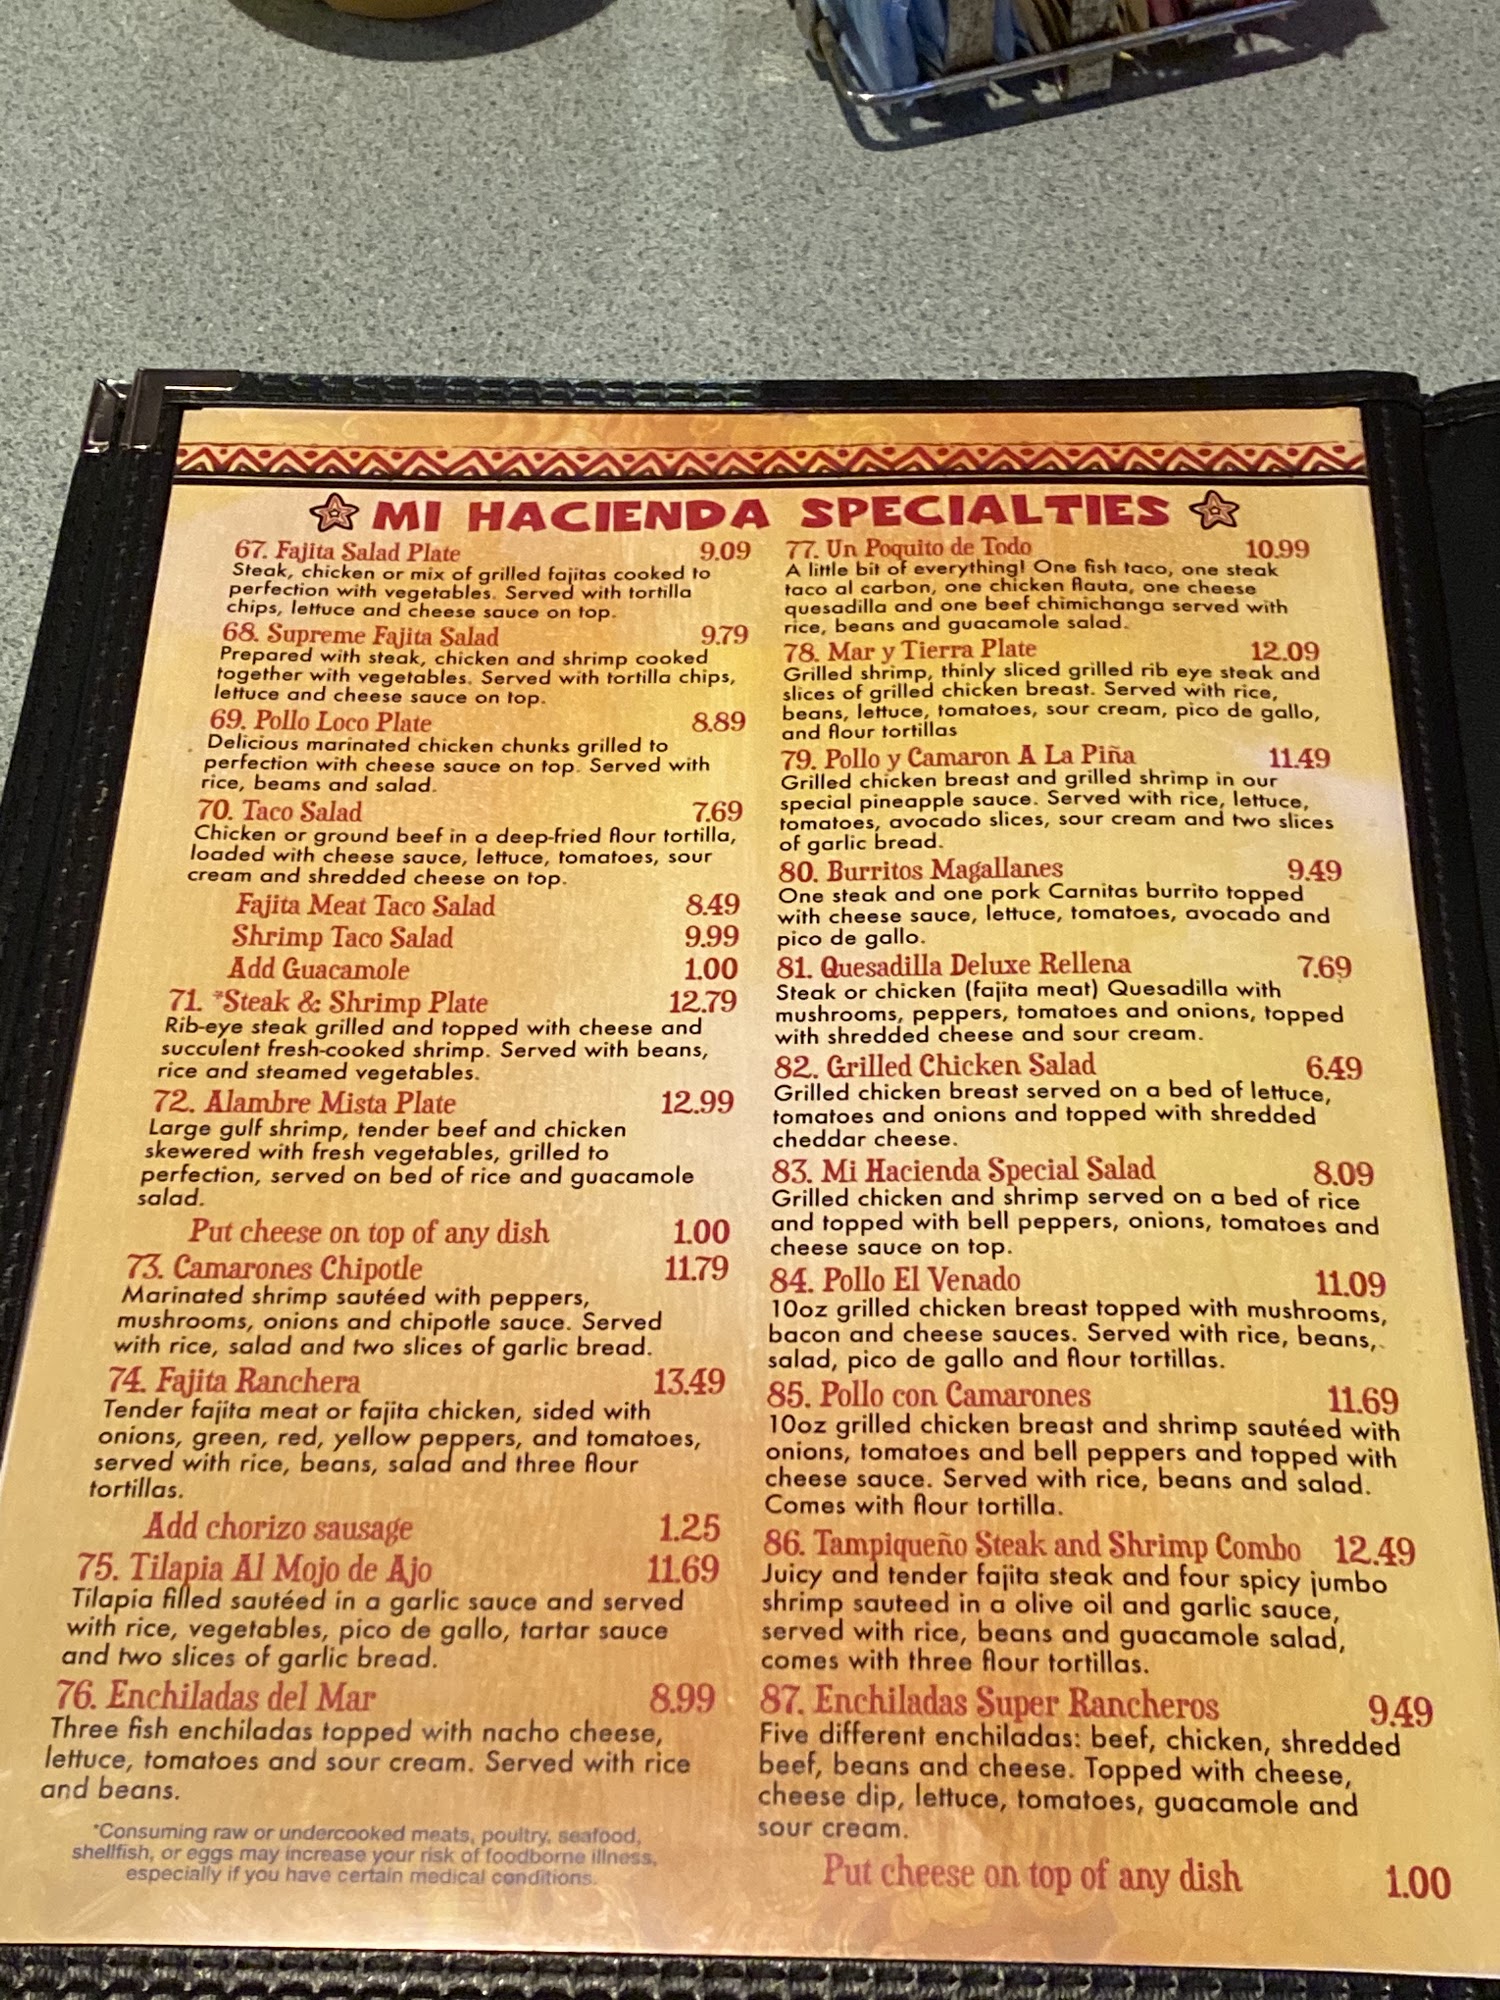 MI HACIENDA SPECIALTIES
67. Fajita Salad Plate 9.09
Steak, chicken or mix of grilled fajitas cooked to
perfection with vegetables. Served with tortilla
chips, lettuce and cheese sauce on top.
68. Supreme Fajita Salad 9.79
Prepared with steak, chicken and shrimp cooked
together with vegetables. Served with tortilla chips,
lettuce and cheese sauce on top.
69. Pollo Loco Plate 8.89
Delicious marinated chicken chunks grilled to
perfection with cheese sauce on top. Served with
rice, beams and salad.
70. Taco Salad 7.69
Chicken or ground beef in a deep-fried flour tortilla,
loaded with cheese sauce, lettuce, tomatoes, sour
cream and shredded cheese on top.
Fajita Meat Taco Salad 8.49
Shrimp Taco Salad 9.99
Add Guacamole 1.00
71. *Steak & Shrimp Plate 12.79
Rib-eye steak grilled and topped with cheese and
succulent fresh-cooked shrimp. Served with beans,
rice and steamed vegetables.
72. Alambre Mista Plate 12.99
Large gulf shrimp, tender beef and chicken
skewered with fresh vegetables, grilled to
perfection, served on bed of rice and guacamole
salad.
Put cheese on top of any dish 1.00
73. Camarones Chipotle 11.79
Marinated shrimp sautéed with peppers,
mushrooms, onions and chipotle sauce. Served
with rice, salad and two slices of garlic bread.
74. Fajita Ranchera 13.49
Tender fajita meat or fajita chicken, sided with
onions, green, red, yellow peppers, and tomatoes,
served with rice, beans, salad and three flour
tortillas.
Add chorizo sausage 1.25
75. Tilapia Al Mojo de Ajo 11.69
Tilapia filled sautéed in a garlic sauce and served
with rice, vegetables, pico de gallo, tartar sauce
and two slices of garlic bread.
76. Enchiladas del Mar 8.99
Three fish enchiladas topped with nacho cheese,
lettuce, tomatoes and sour cream. Served with rice
and beans.
*Consuming raw or undercooked meats, poultry, seafood,
shellfish, or eggs may increase your risk of foodborne illness,
especially if you have certain medical conditions.
77. Un Poquito de Todo 10.99
A little bit of everything! One fish taco, one steak
taco al carbon, one chicken flauta, one cheese
quesadilla and one beef chimichanga served with
rice, beans and guacamole salad.
78. Mar y Tierra Plate 12.09
Grilled shrimp, thinly sliced grilled rib eye steak and
slices of grilled chicken breast. Served with rice,
beans, lettuce, tomatoes, sour cream, pico de gallo,
and flour tortillas
79. Pollo y Camaron A La Piña 11.49
Grilled chicken breast and grilled shrimp in our
special pineapple sauce. Served with rice, lettuce,
tomatoes, avocado slices, sour cream and two slices
of garlic bread.
80. Burritos Magallanes 9.49
One steak and one pork Carnitas burrito topped
with cheese sauce, lettuce, tomatoes, avocado and
pico de gallo.
81. Quesadilla Deluxe Rellena 7.69
Steak or chicken (fajita meat) Quesadilla with
mushrooms, peppers, tomatoes and onions, topped
with shredded cheese and sour cream.
82. Grilled Chicken Salad 6.49
Grilled chicken breast served on a bed of lettuce,
tomatoes and onions and topped with shredded
cheddar cheese.
83. Mi Hacienda Special Salad 8.09
Grilled chicken and shrimp served on a bed of rice
and topped with bell peppers, onions, tomatoes and
cheese sauce on top.
84. Pollo El Venado 11.09
10oz grilled chicken breast topped with mushrooms,
bacon and cheese sauces. Served with rice, beans,
salad, pico de gallo and flour tortillas.
85. Pollo con Camarones 11.69
10oz grilled chicken breast and shrimp sautéed with
onions, tomatoes and bell peppers and topped with
cheese sauce. Served with rice, beans and salad.
Comes with flour tortilla.
86. Tampiqueño Steak and Shrimp Combo 12.49
Juicy and tender fajita steak and four spicy jumbo
shrimp sauteed in a olive oil and garlic sauce,
served with rice, beans and guacamole salad,
comes with three flour tortillas.
87. Enchiladas Super Rancheros 9.49
Five different enchiladas: beef, chicken, shredded
beef, beans and cheese. Topped with cheese,
cheese dip, lettuce, tomatoes, guacamole and
sour cream.
Put cheese on top of any dish 1.00